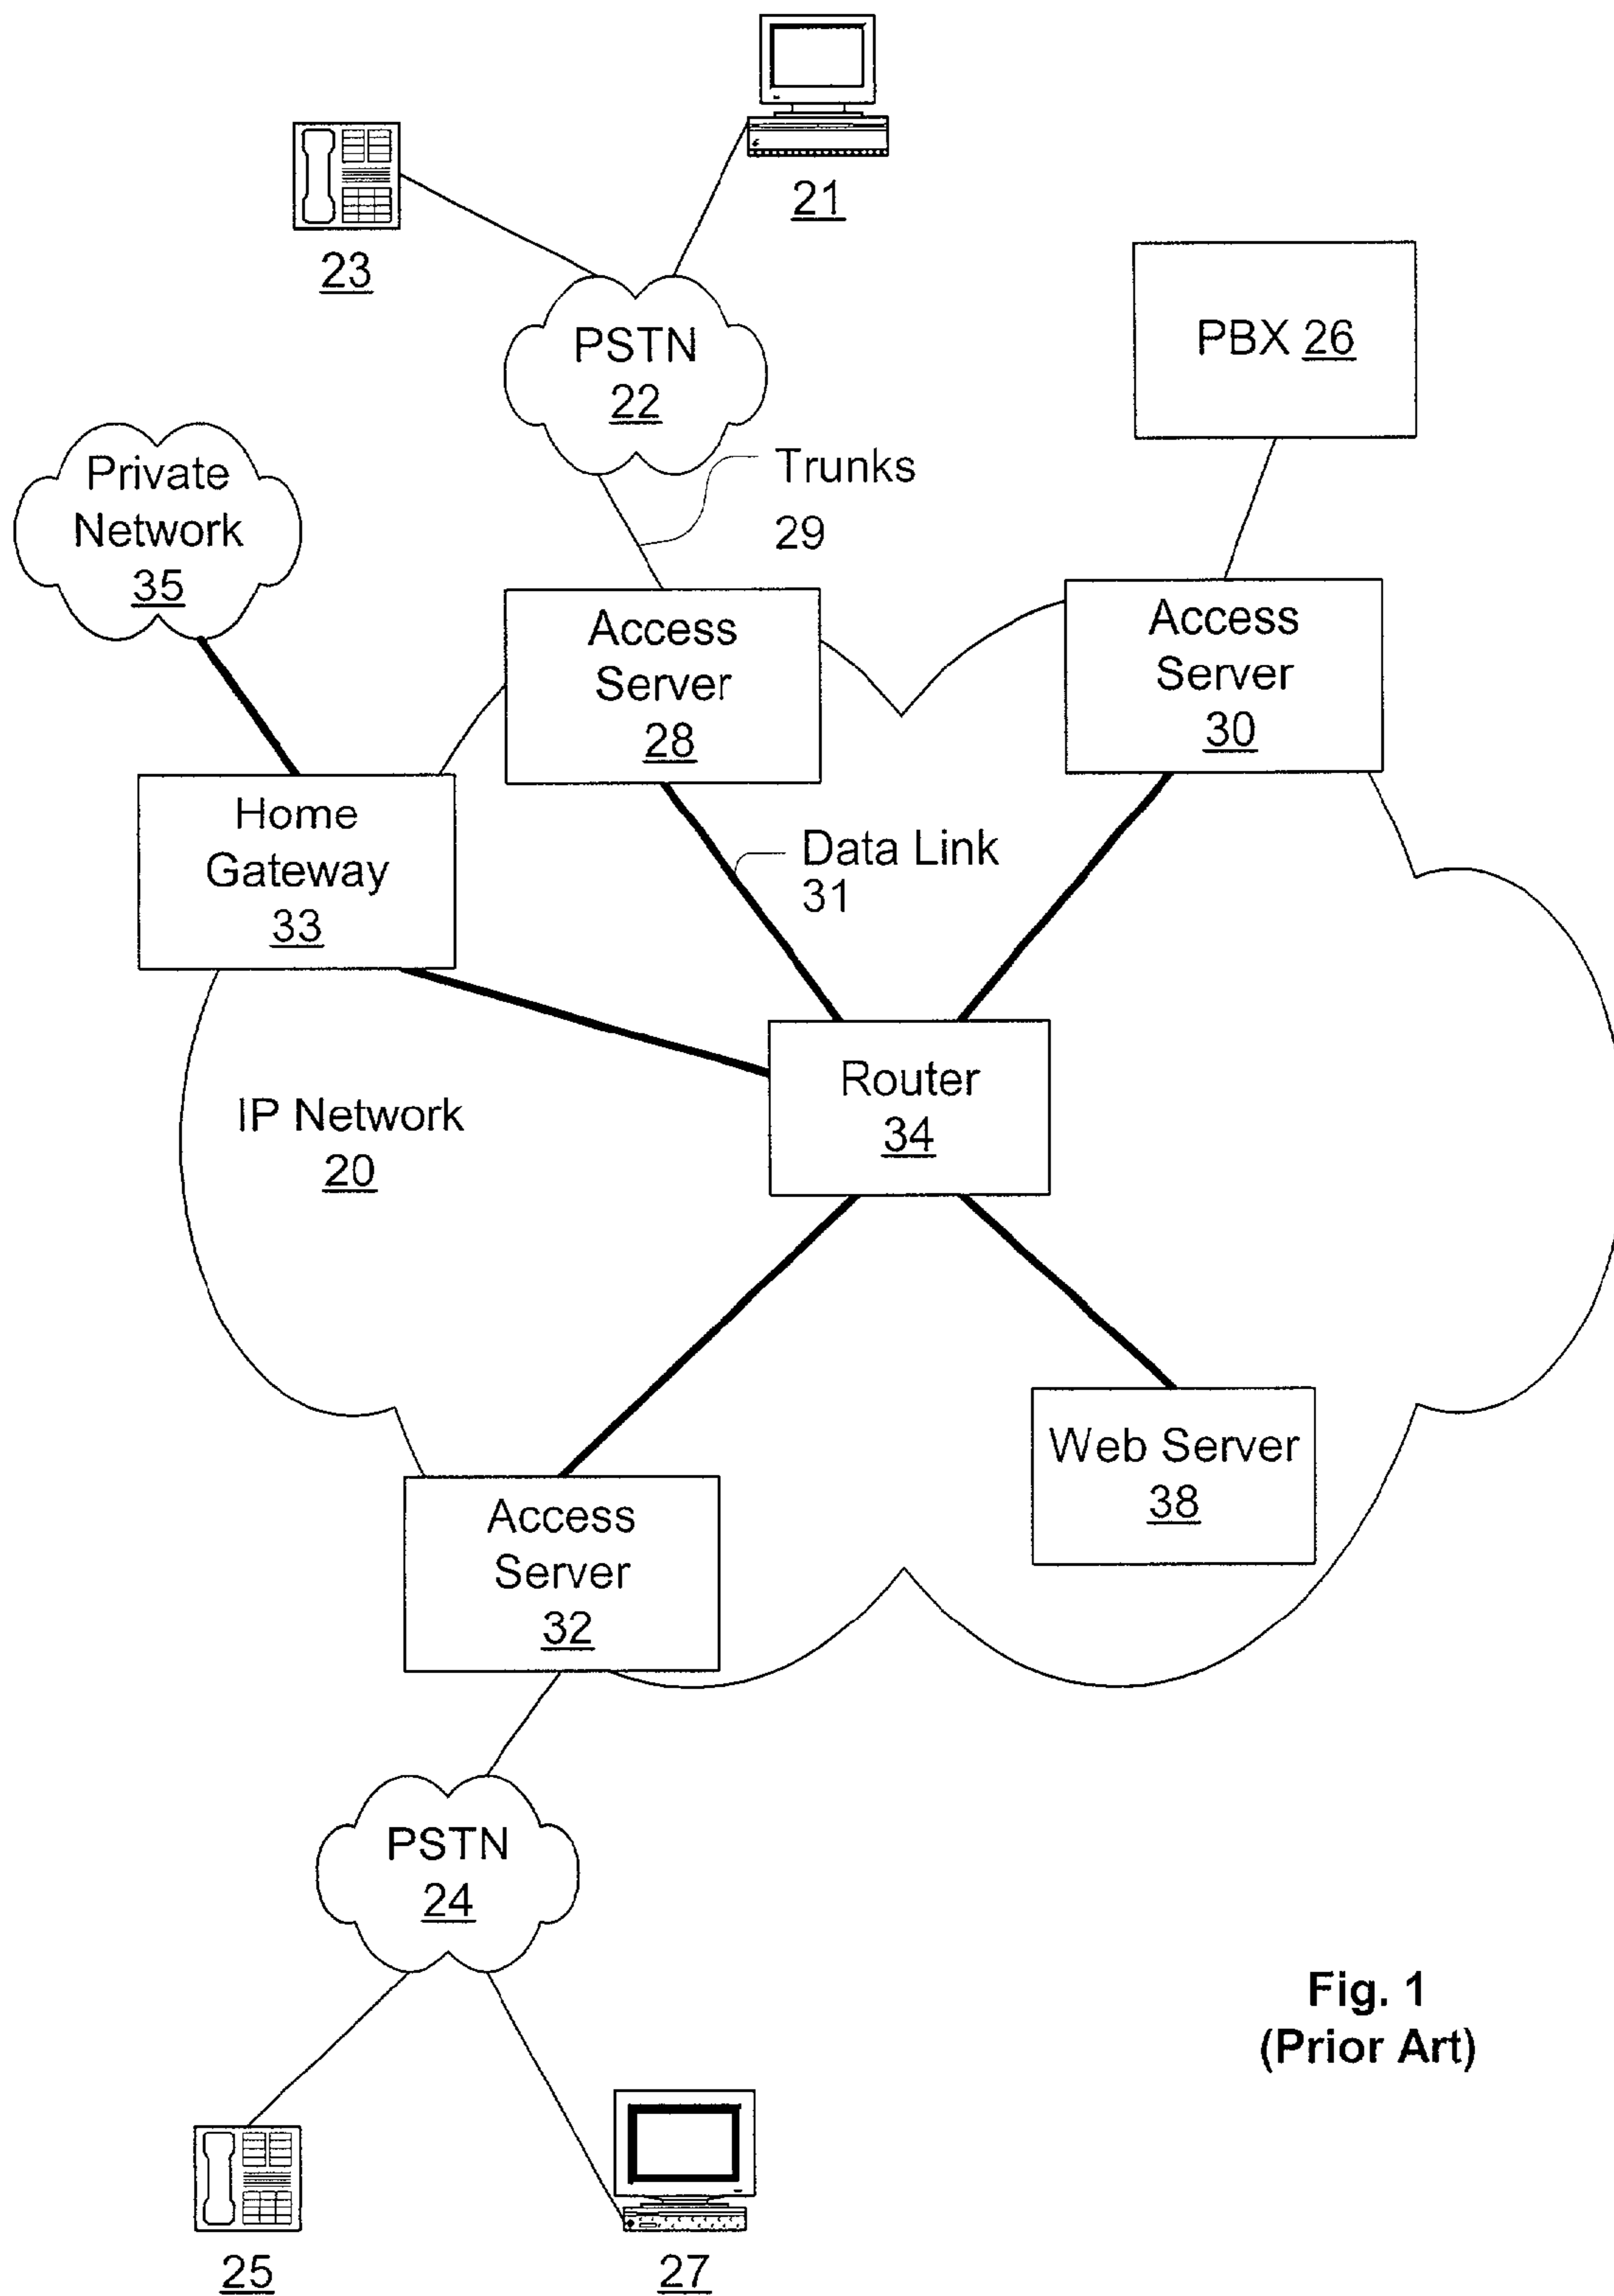 21
23
PSTN
22
PBX 26
Trunks
29
Private
Network
35
Access
Server
28
Access
Server
30
Home
Gateway
33
Data Link
31
Router
34
IP Network
20
Web Server
38
Access
Server
32
PSTN
24
Fig. 1
(Prior Art)
25
27